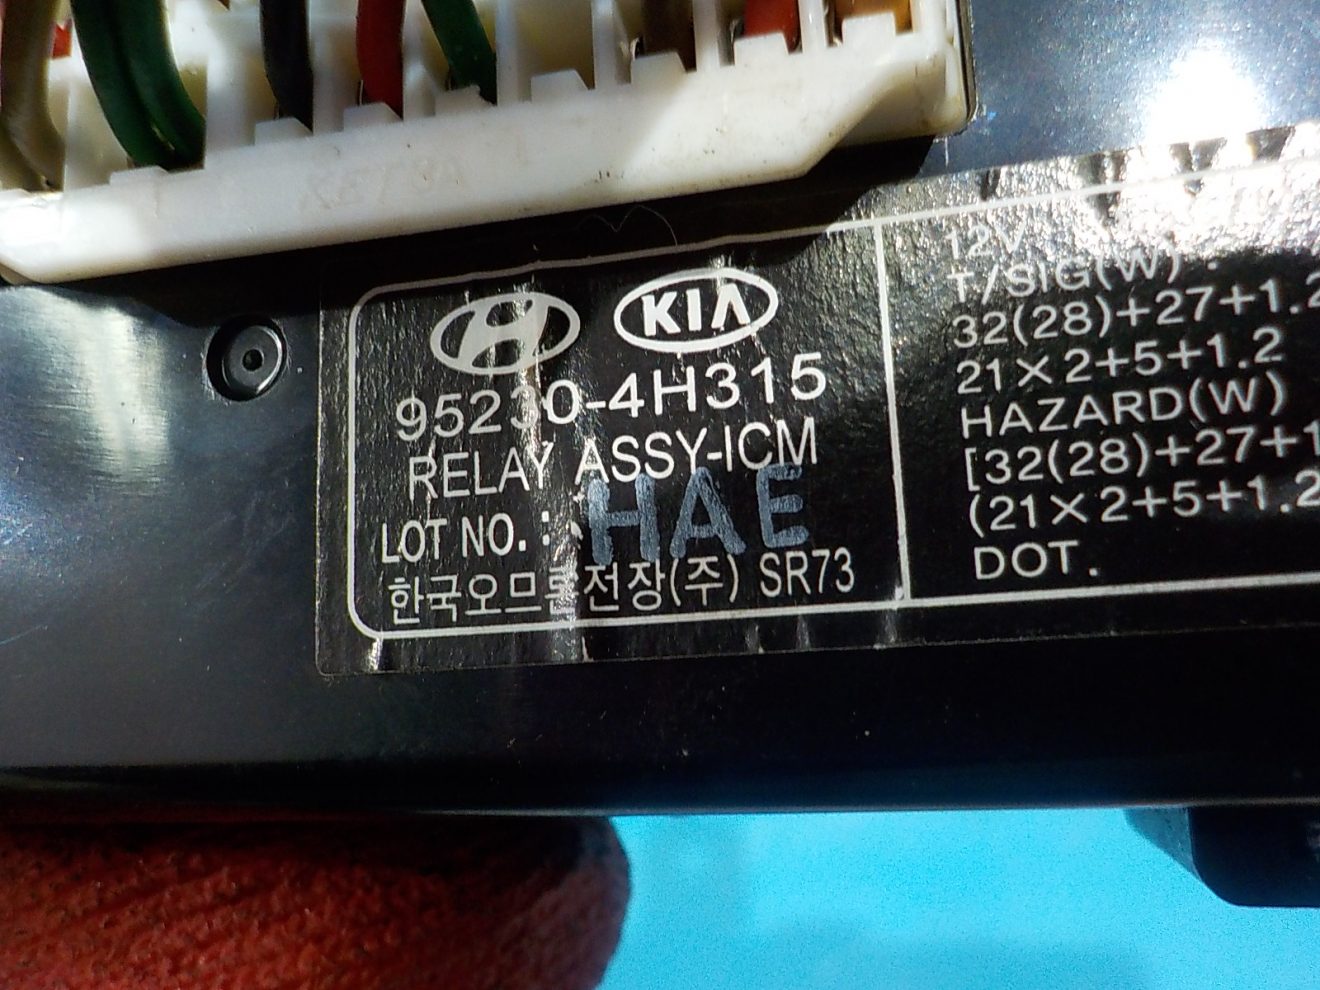 KIA
95230-4H315
RELAY ASSY-ICM
LOT NO. : HAE
한국오므론전장(주) SR73
12V
T/SIG(W) :
32(28)+27+1.2
21×2+5+1.2
HAZARD(W)
[32(28)+27+1
(21×2+5+1.2
DOT.